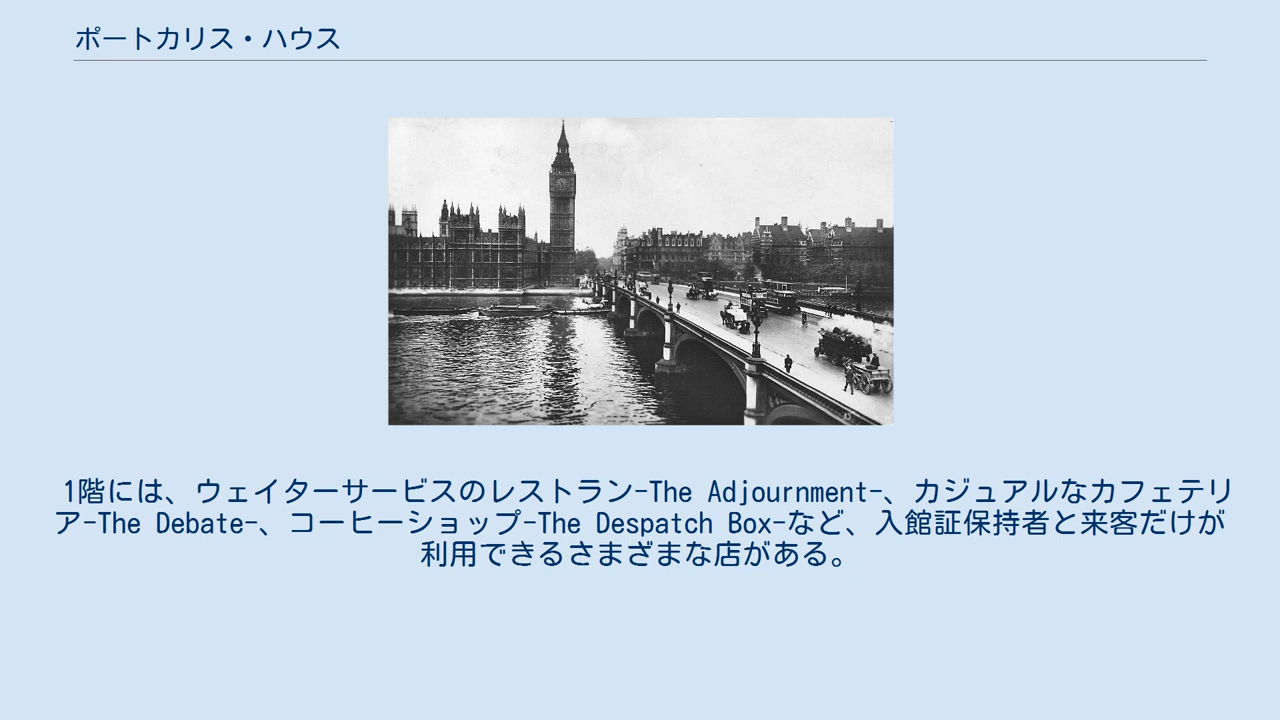 ポートカリス・ハウス
1階には、ウェイターサービスのレストラン-The Adjournment-、カジュアルなカフェテリ
ア-The Debate-、コーヒーショップ-The Despatch Box-など、入館証保持者と来客だけが
利用できるさまざまな店がある。